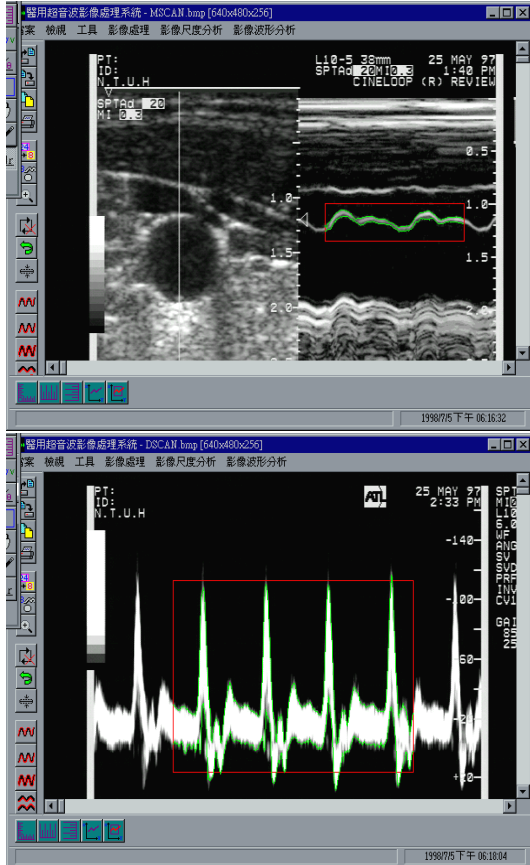 醫用超音波影像處理系統 - MSCAN.bmp [640x480x256]
檔案 檢視 工具 影像處理 影像尺度分析 影像波形分析
PT:
ID:
N.T.U.H
L10-5 38mm 25 MAY 97
SPTAd 20 MI 0.3 1:40 PM
CINELOOP (R) REVIEW
SPTAd 20
MI 0.3
0.5
1.0
1.0
1.5
1.5
2.0
2.0
1998/7/5 下午 06:16:32
醫用超音波影像處理系統 - DSCAN.bmp [640x480x256]
檔案 檢視 工具 影像處理 影像尺度分析 影像波形分析
PT:
ID:
N.T.U.H
ATL
25 MAY 97
2:33 PM
SPT
MI0
L10
6.0
WF
ANG
SV
SVD
PRF
INV
CV1
GAI
85
25
-140-
60-
1998/7/5 下午 06:18:04